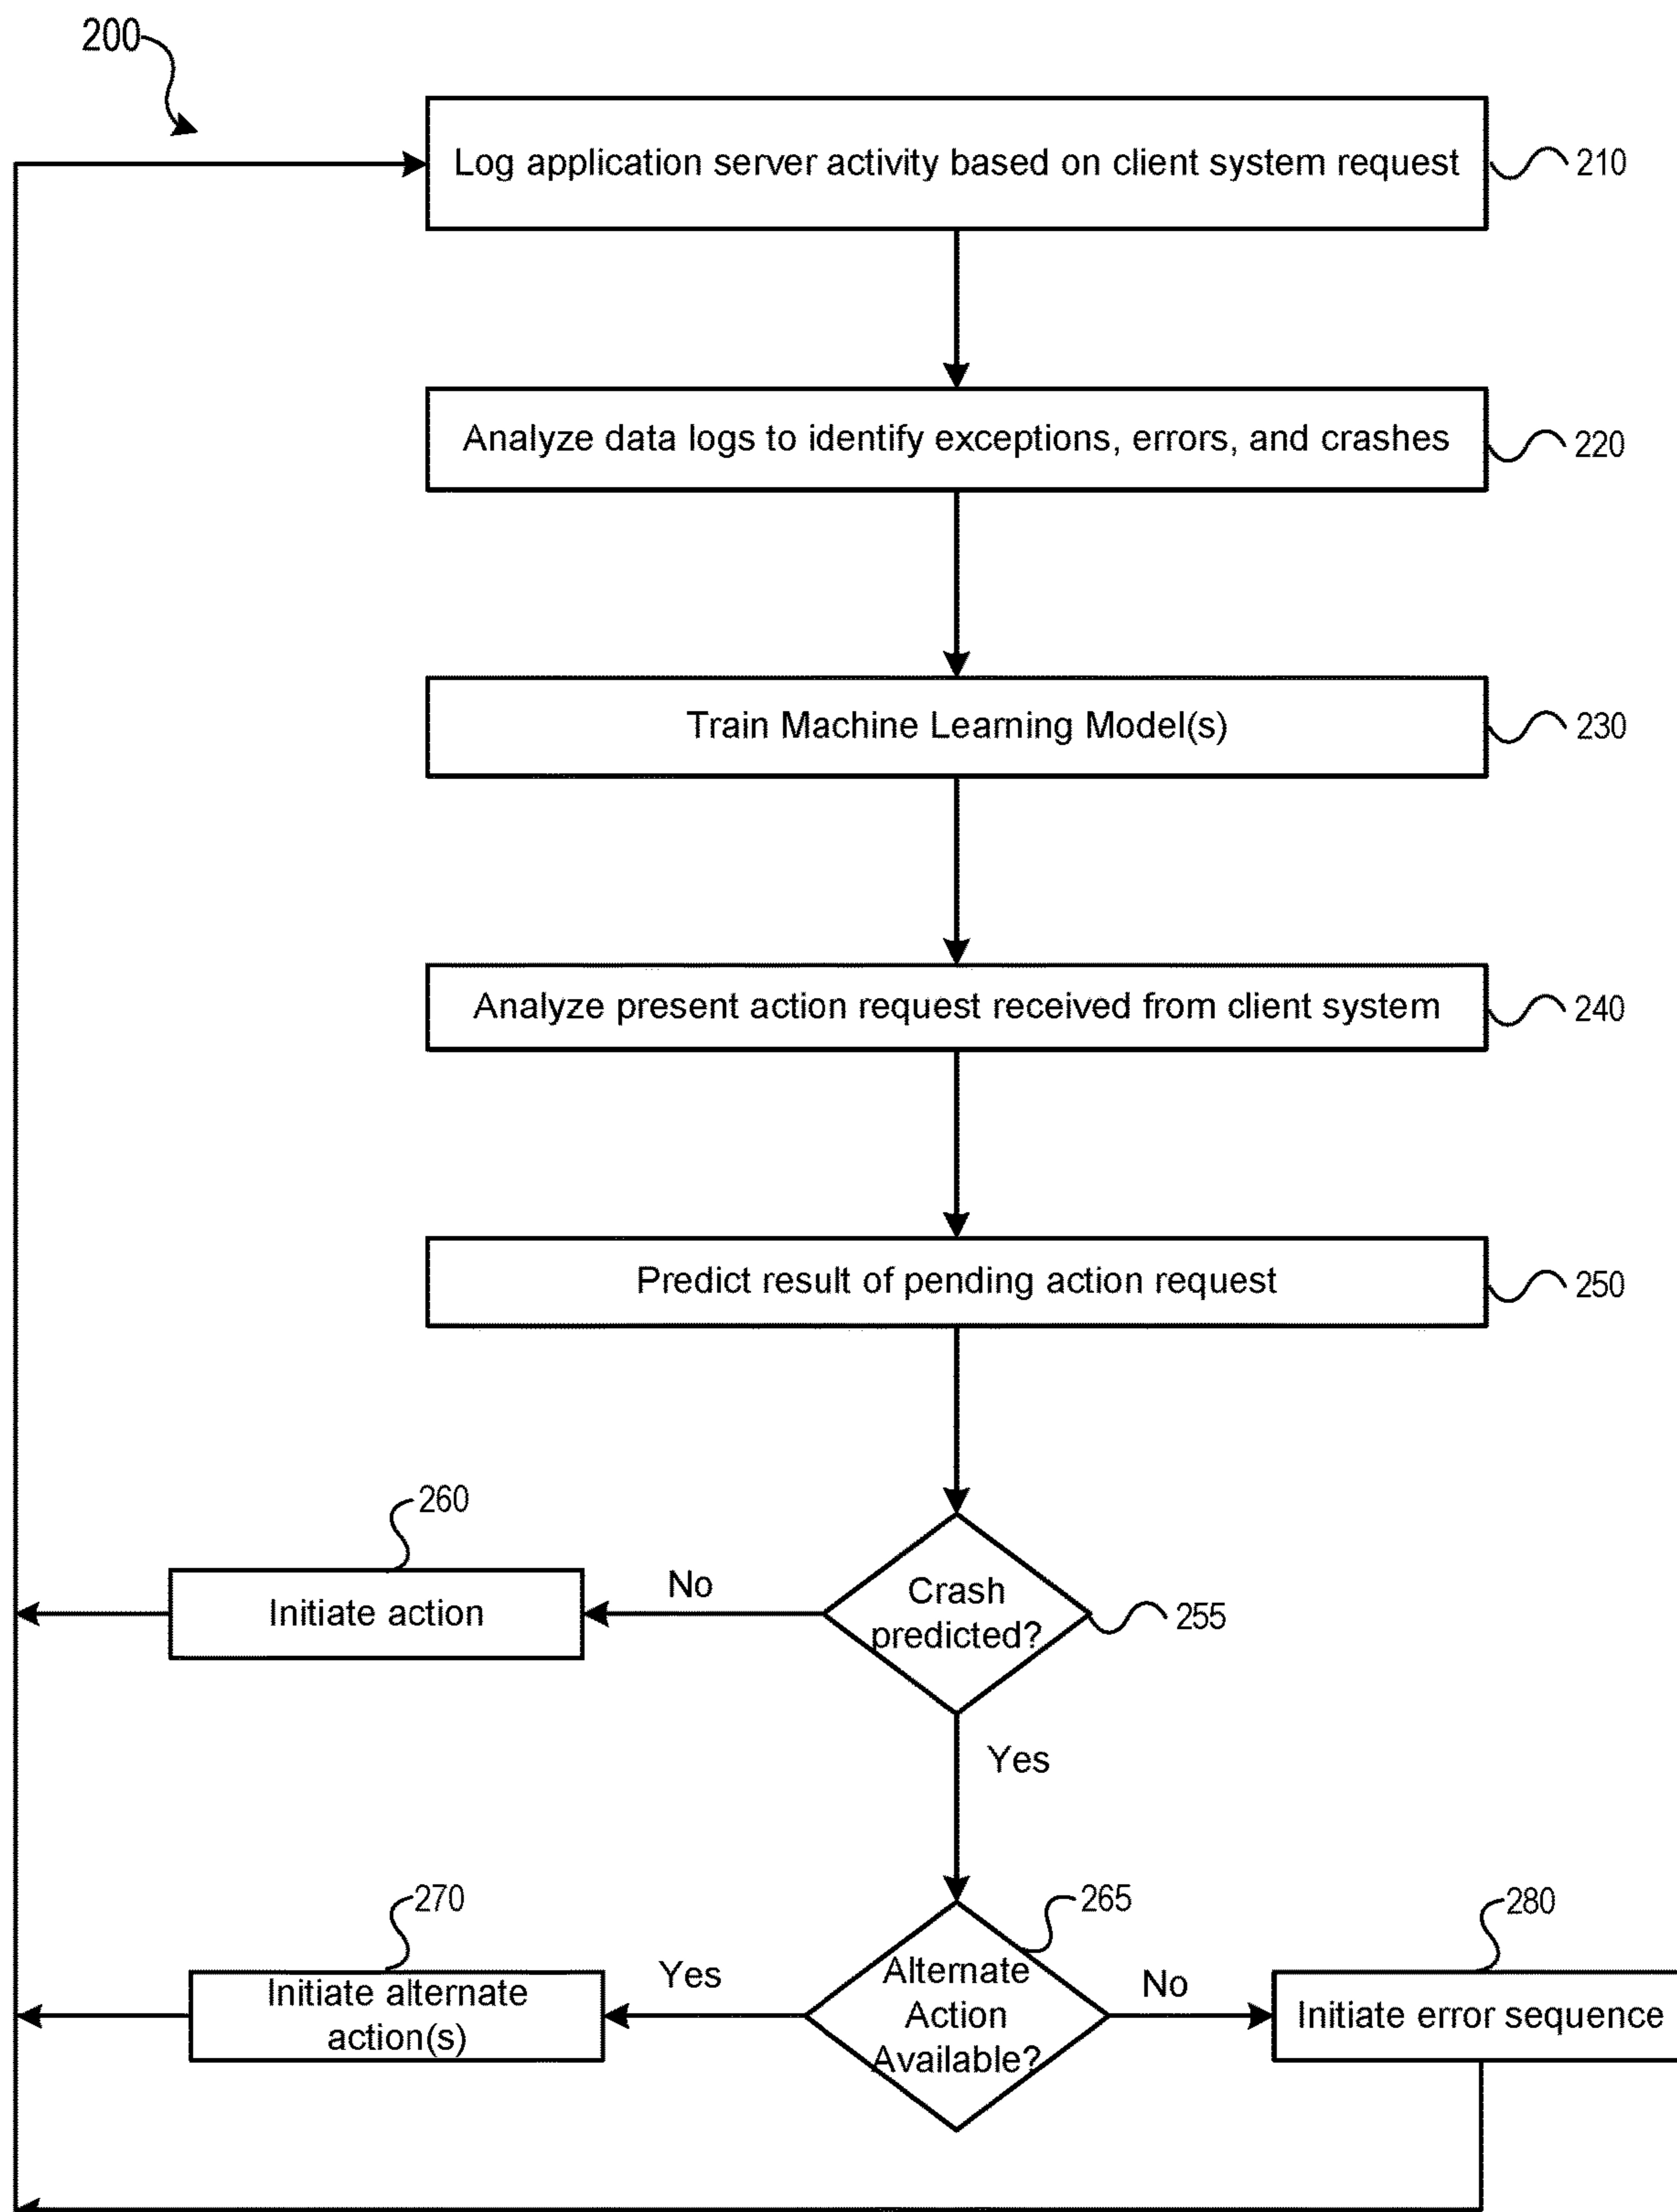 200
Log application server activity based on client system request
210
Analyze data logs to identify exceptions, errors, and crashes
220
Train Machine Learning Model(s)
230
Analyze present action request received from client system
240
Predict result of pending action request
250
260
Initiate action
No
Crash
predicted?
255
Yes
270
Initiate alternate
action(s)
Yes
265
Alternate
Action
Available?
No
280
Initiate error sequence